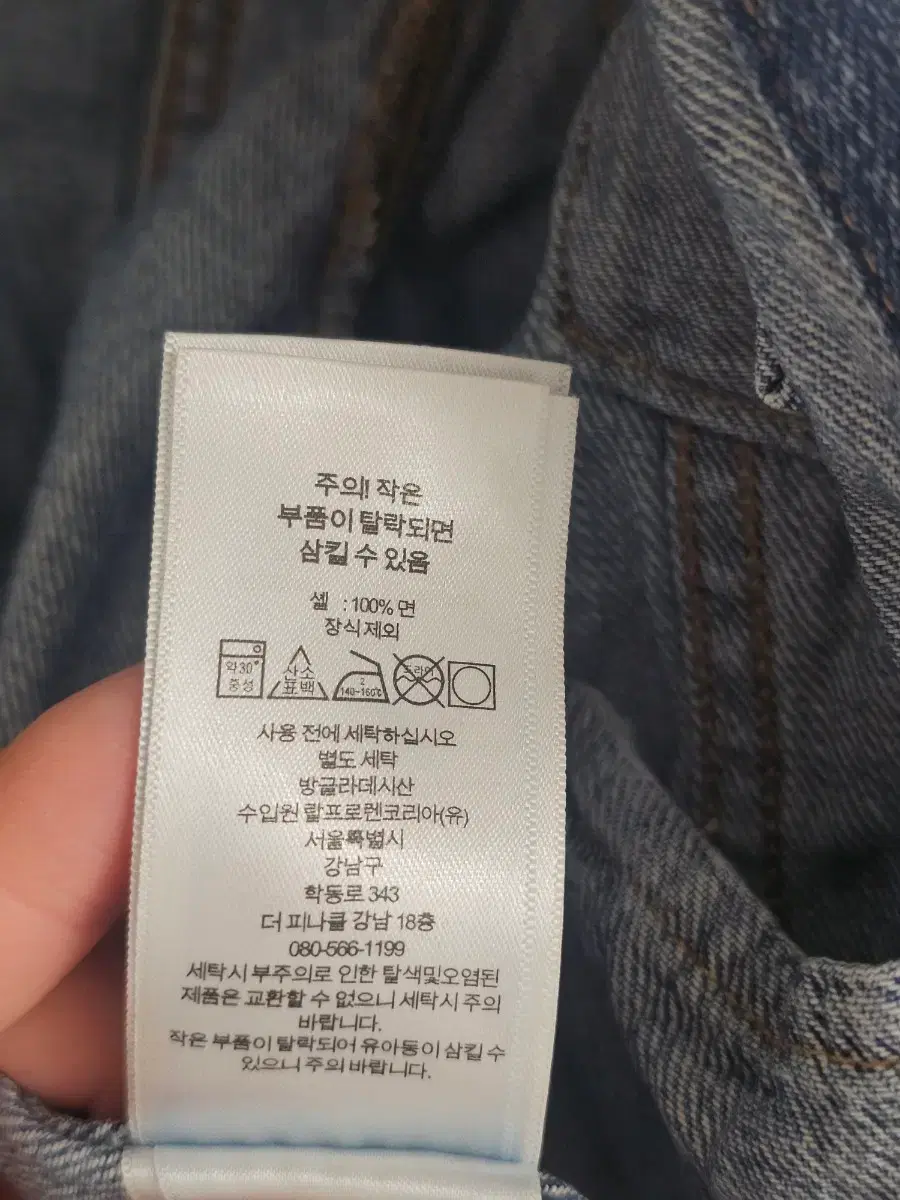 주의! 작은
부품이 탈락되면
삼킬 수 있음
셸 : 100% 면
장식제외
약30°
중성
산소
표백
2
140~160℃
드라이
사용 전에 세탁하십시오
별도 세탁
방글라데시산
수입원 랄프로렌코리아(유)
서울특별시
강남구
학동로 343
더 피나클 강남 18층
080-566-1199
세탁시 부주의로 인한 탈색및오염된
제품은 교환할 수 없으니 세탁시 주의
바랍니다.
작은 부품이 탈락되어 유아동이 삼킬 수
있으니 주의 바랍니다.